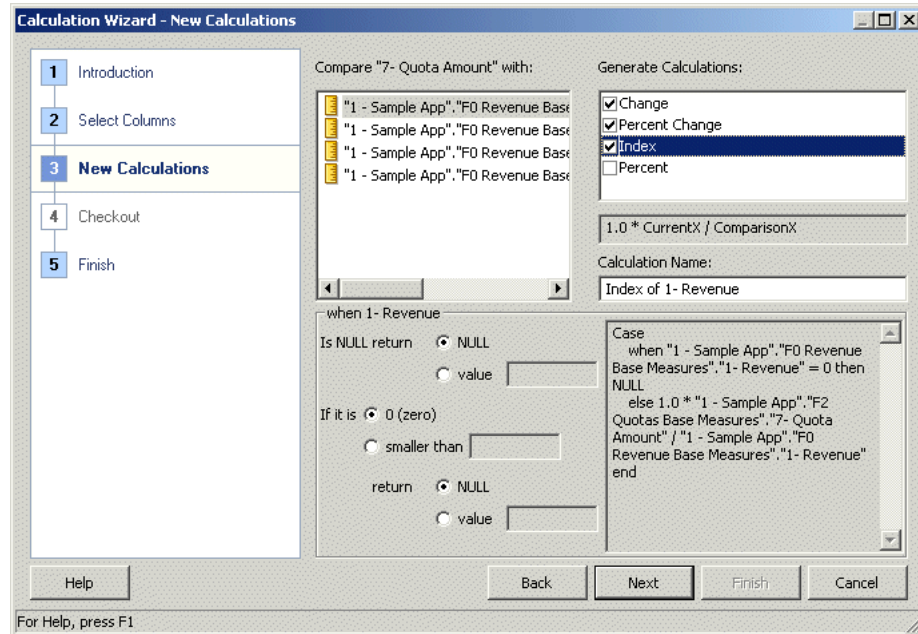 Calculation Wizard - New Calculations
1 Introduction
2 Select Columns
3 New Calculations
4 Checkout
5 Finish
Compare "7- Quota Amount" with:
"1 - Sample App"."F0 Revenue Base
"1 - Sample App"."F0 Revenue Base
"1 - Sample App"."F0 Revenue Base
"1 - Sample App"."F0 Revenue Base
Generate Calculations:
Change
Percent Change
Index
Percent
1.0 * CurrentX / ComparisonX
Calculation Name:
Index of 1- Revenue
when 1- Revenue
Is NULL return NULL
value
If it is 0 (zero)
smaller than
return NULL
value
Case
when "1 - Sample App"."F0 Revenue
Base Measures"."1- Revenue" = 0 then
NULL
else 1.0 * "1 - Sample App"."F2
Quotas Base Measures"."7- Quota
Amount" / "1 - Sample App"."F0
Revenue Base Measures"."1- Revenue"
end
Help
Back
Next
Finish
Cancel
For Help, press F1